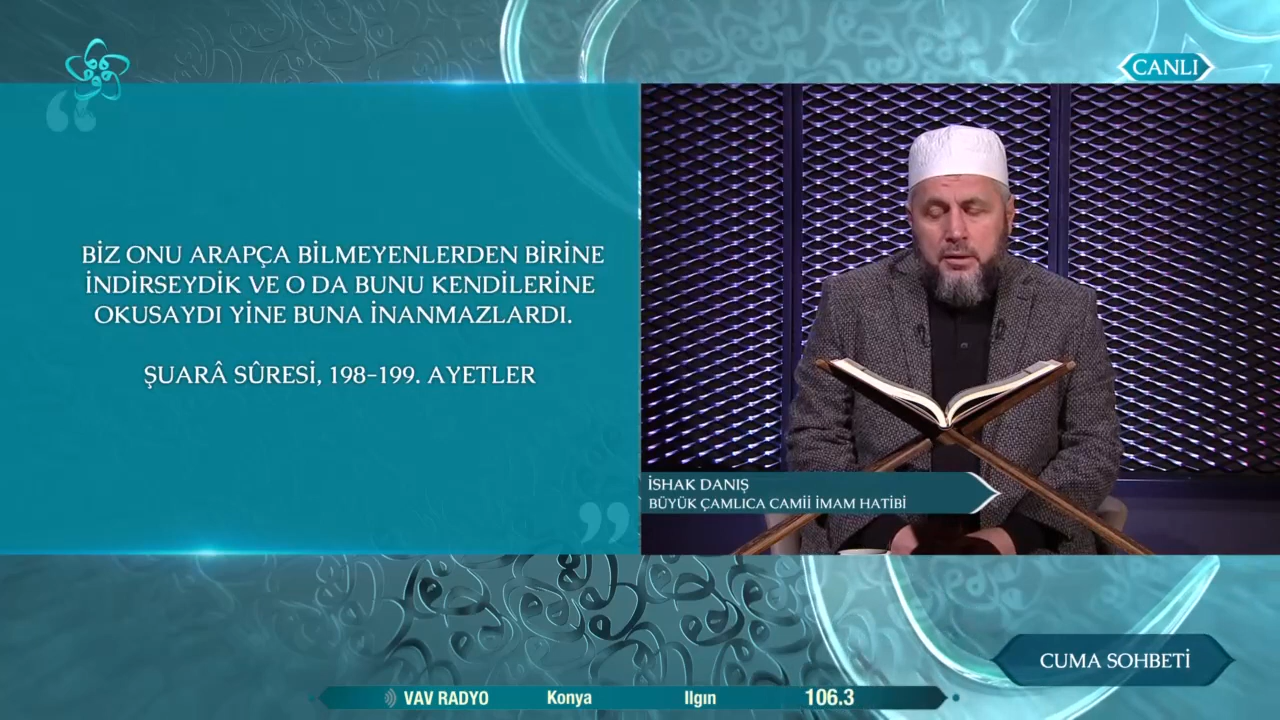 CANLI
BİZ ONU ARAPÇA BİLMEYENLERDEN BİRİNE
İNDİRSEYDİK VE O DA BUNU KENDİLERİNE
OKUSAYDI YİNE BUNA İNANMAZLARDI.
ŞUARÂ SÛRESİ, 198-199. AYETLER
İSHAK DANIŞ
BÜYÜK ÇAMLICA CAMİİ İMAM HATİBİ
CUMA SOHBETİ
VAV RADYO Konya Ilgın 106.3